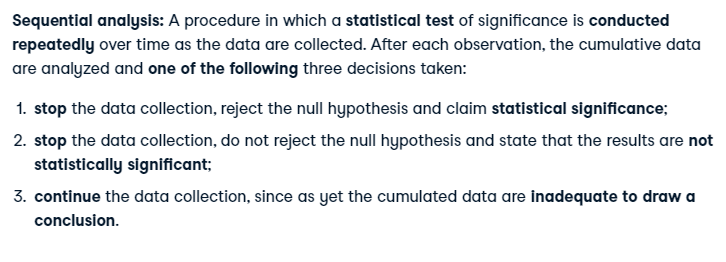 Sequential analysis: A procedure in which a statistical test of significance is conducted
repeatedly over time as the data are collected. After each observation, the cumulative data
are analyzed and one of the following three decisions taken:
1. stop the data collection, reject the null hypothesis and claim statistical significance;
2. stop the data collection, do not reject the null hypothesis and state that the results are not
statistically significant;
3. continue the data collection, since as yet the cumulated data are inadequate to draw a
conclusion.